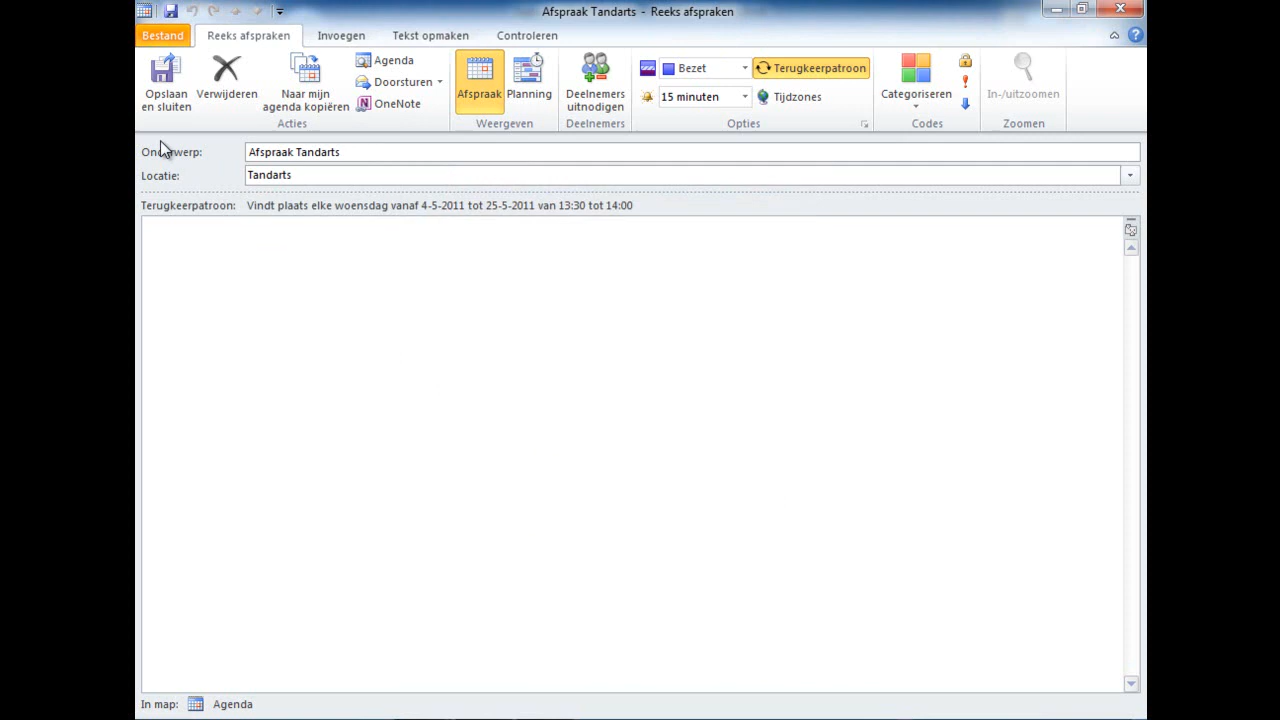 Afspraak Tandarts - Reeks afspraken
Bestand Reeks afspraken Invoegen Tekst opmaken Controleren
Opslaan en sluiten
Verwijderen
Naar mijn agenda kopiëren
Agenda
Doorsturen
OneNote
Acties
Afspraak
Planning
Weergeven
Deelnemers uitnodigen
Deelnemers
Bezet
15 minuten
Terugkeerpatroon
Tijdzones
Opties
Categoriseren
Codes
In-/uitzoomen
Zoomen
Onderwerp: Afspraak Tandarts
Locatie: Tandarts
Terugkeerpatroon: Vindt plaats elke woensdag vanaf 4-5-2011 tot 25-5-2011 van 13:30 tot 14:00
In map: Agenda